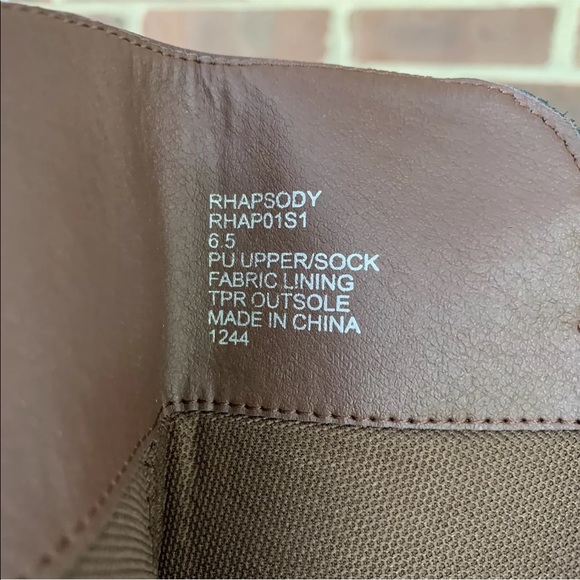 RHAPSODY
RHAP01S1
6.5
PU UPPER/SOCK
FABRIC LINING
TPR OUTSOLE
MADE IN CHINA
1244